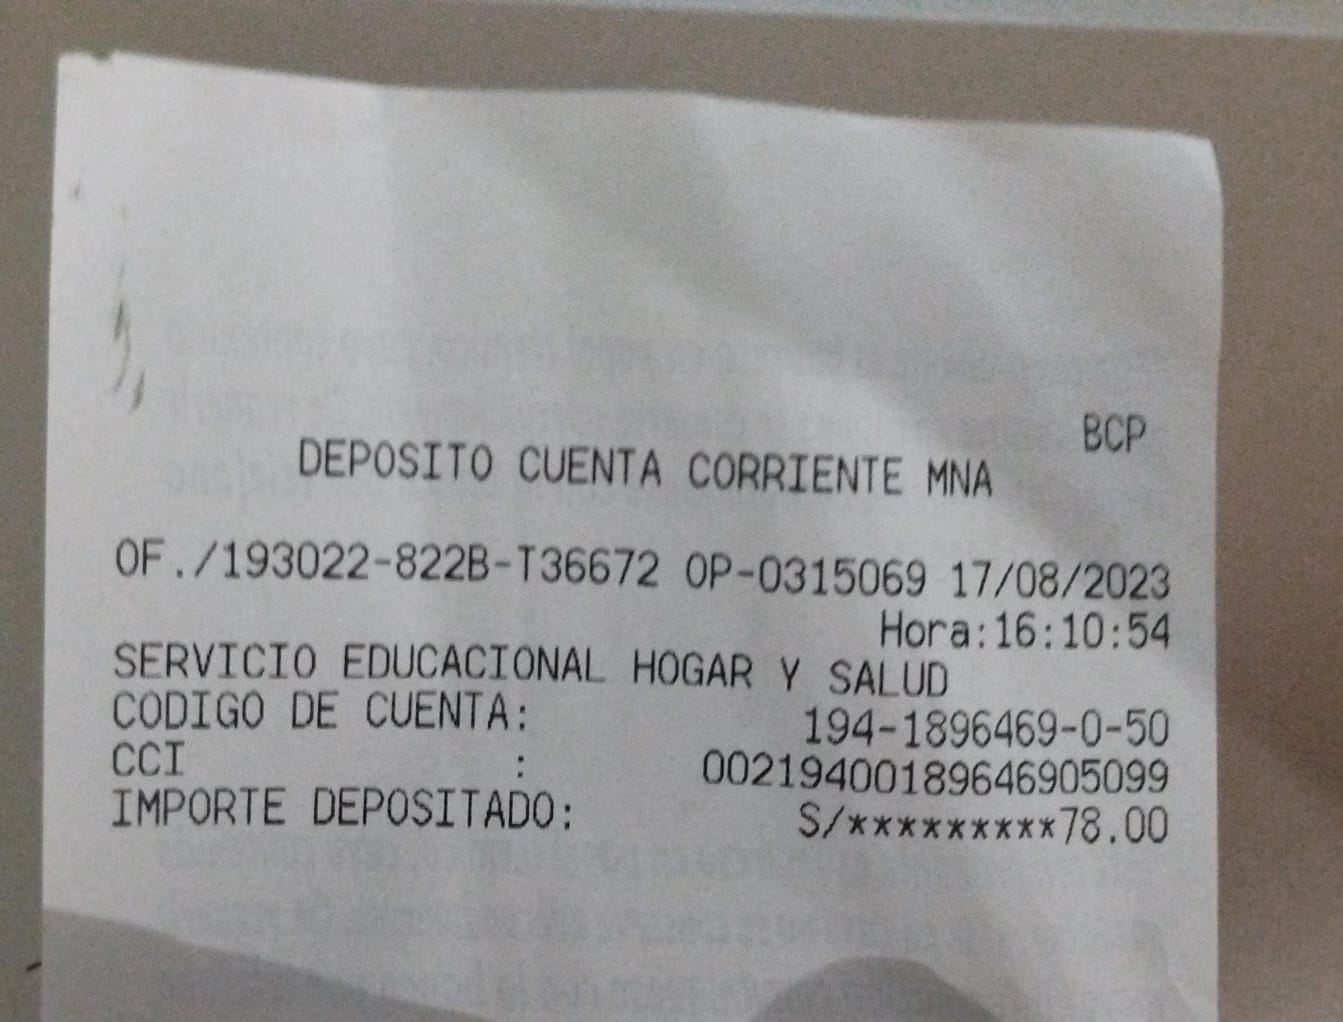 BCP
DEPOSITO CUENTA CORRIENTE MNA
OF./193022-822B-T36672 OP-0315069 17/08/2023
Hora:16:10:54
SERVICIO EDUCACIONAL HOGAR Y SALUD
CODIGO DE CUENTA: 194-1896469-0-50
CCI : 00219400189646905099
IMPORTE DEPOSITADO: S/*********78.00